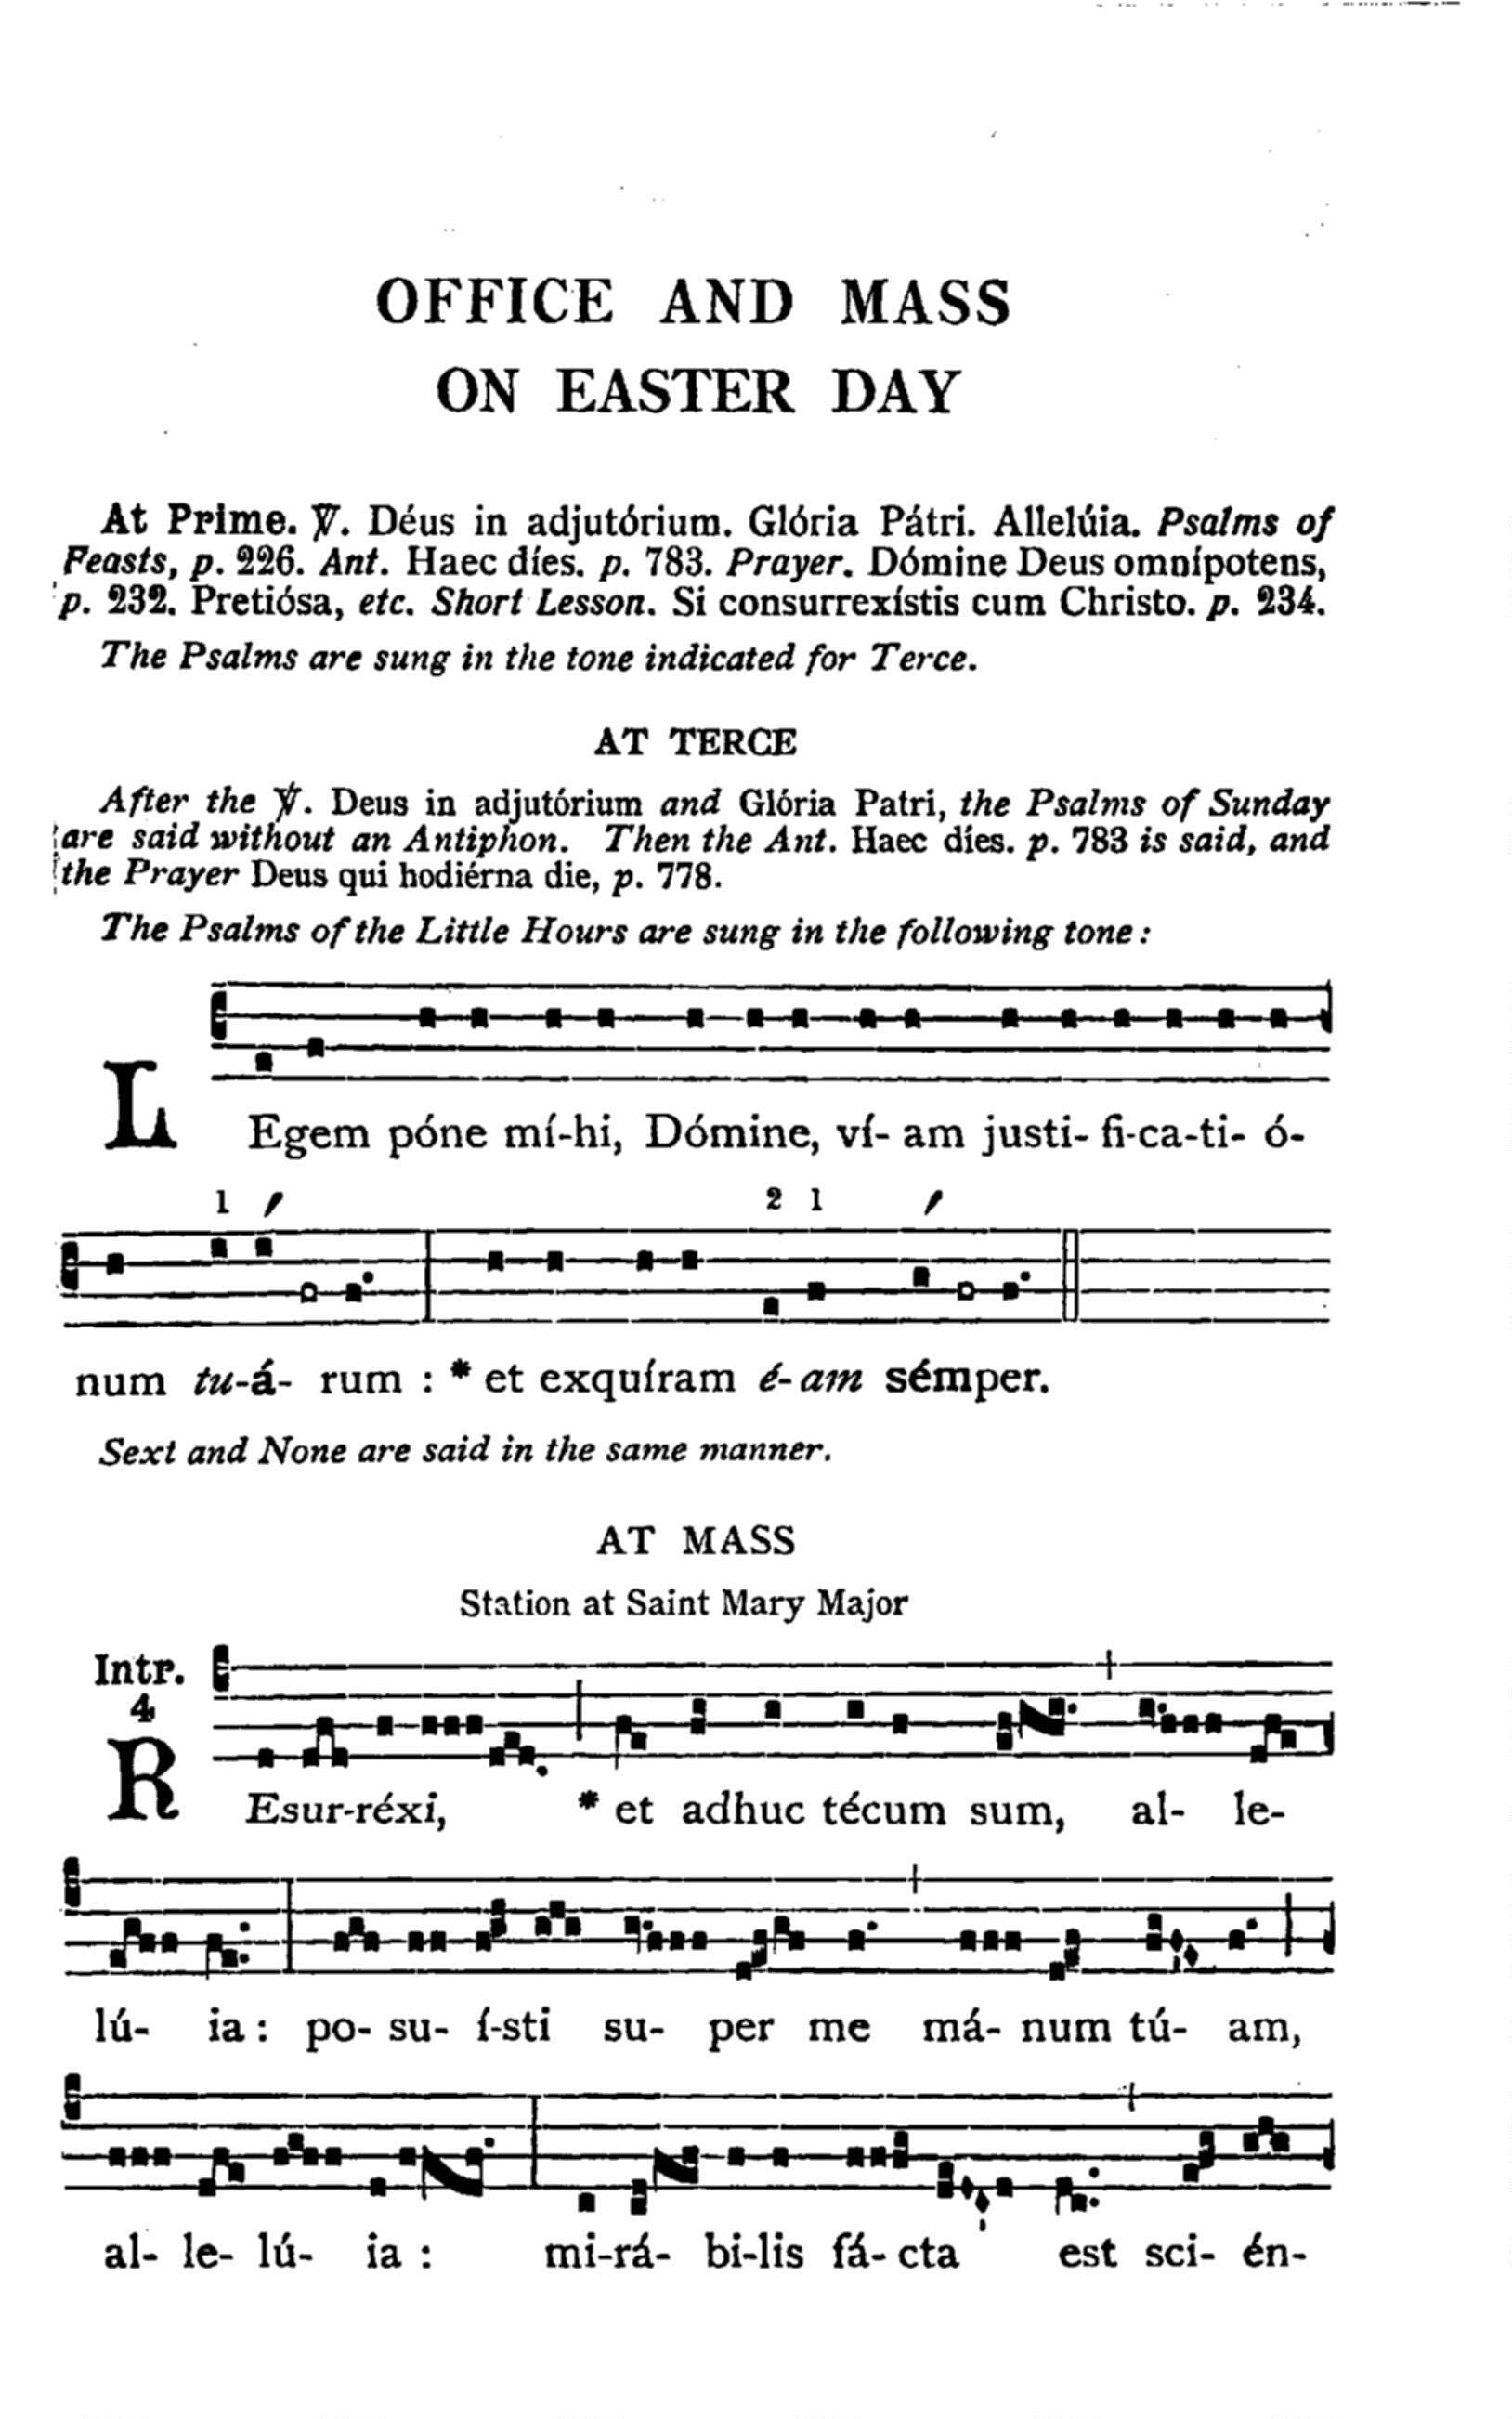 OFFICE AND MASS
ON EASTER DAY
At Prime. ℣. Déus in adjutórium. Glória Pátri. Allelúia. Psalms of
Feasts, p. 226. Ant. Haec díes. p. 783. Prayer. Dómine Deus omnípotens,
p. 232. Pretiósa, etc. Short Lesson. Si consurrexístis cum Christo. p. 234.
The Psalms are sung in the tone indicated for Terce.
AT TERCE
After the ℣. Deus in adjutórium and Glória Patri, the Psalms of Sunday
are said without an Antiphon. Then the Ant. Haec díes. p. 783 is said, and
the Prayer Deus qui hodiérna die, p. 778.
The Psalms of the Little Hours are sung in the following tone :
LEgem póne mí-hi, Dómine, ví- am justi- fi-ca-ti- ó-
1 2 1
num tu-á- rum : * et exquíram é- am sémper.
Sext and None are said in the same manner.
AT MASS
Station at Saint Mary Major
Intr.
4
REsur-réxi, * et adhuc técum sum, al- le-
lú- ia : po- su- í-sti su- per me má- num tú- am,
al- le- lú- ia : mi-rá- bi-lis fá- cta est sci- én-